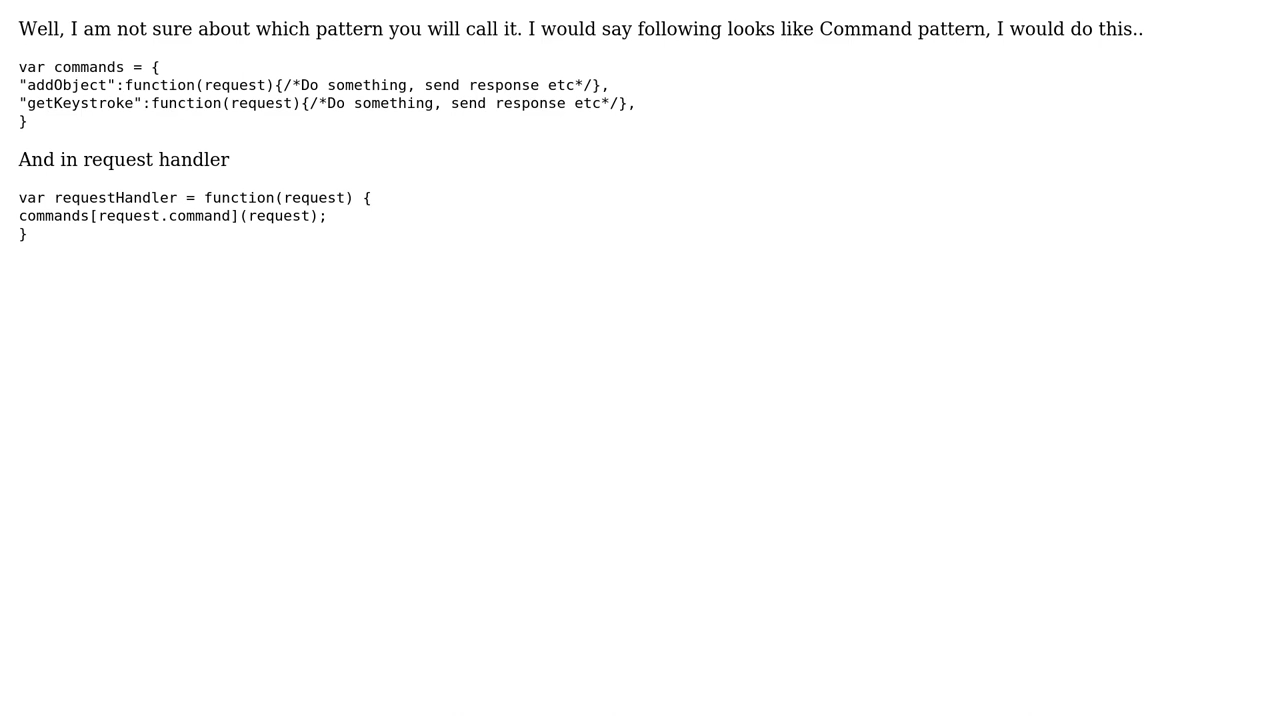 Well, I am not sure about which pattern you will call it. I would say following looks like Command pattern, I would do this..
var commands = {
"addObject":function(request){/*Do something, send response etc*/},
"getKeystroke":function(request){/*Do something, send response etc*/},
}
And in request handler
var requestHandler = function(request) {
commands[request.command](request);
}